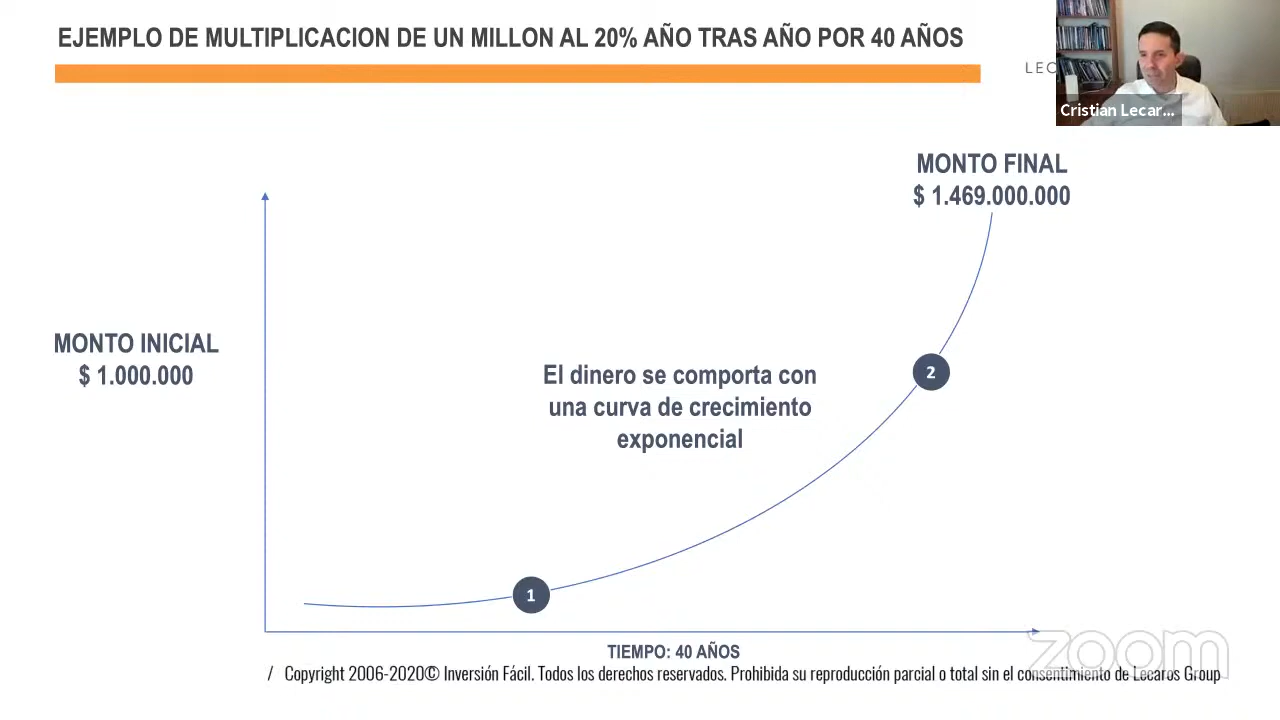 EJEMPLO DE MULTIPLICACION DE UN MILLON AL 20% AÑO TRAS AÑO POR 40 AÑOS
LEC
Cristian Lecar...
MONTO FINAL
$ 1.469.000.000
MONTO INICIAL
$ 1.000.000
El dinero se comporta con
una curva de crecimiento
exponencial
2
1
TIEMPO: 40 AÑOS
zoom
/ Copyright 2006-2020© Inversión Fácil. Todos los derechos reservados. Prohibida su reproducción parcial o total sin el consentimiento de Lecaros Group